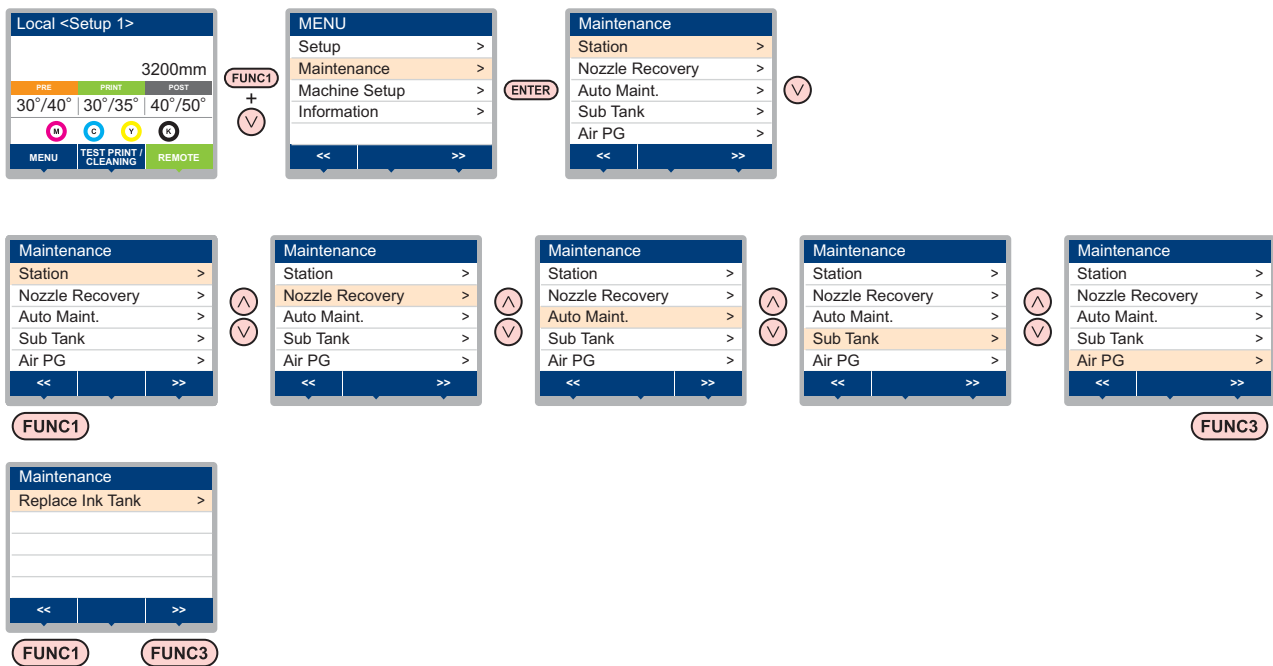 Local <Setup 1>
3200mm
PRE PRINT POST
30°/40° 30°/35° 40°/50°
M C Y K
MENU TEST PRINT / CLEANING REMOTE
FUNC1
+
MENU
Setup >
Maintenance >
Machine Setup >
Information >
<< >>
ENTER
Maintenance
Station >
Nozzle Recovery >
Auto Maint. >
Sub Tank >
Air PG >
<< >>
Maintenance
Station >
Nozzle Recovery >
Auto Maint. >
Sub Tank >
Air PG >
<< >>
FUNC1
Maintenance
Station >
Nozzle Recovery >
Auto Maint. >
Sub Tank >
Air PG >
<< >>
Maintenance
Station >
Nozzle Recovery >
Auto Maint. >
Sub Tank >
Air PG >
<< >>
Maintenance
Station >
Nozzle Recovery >
Auto Maint. >
Sub Tank >
Air PG >
<< >>
Maintenance
Station >
Nozzle Recovery >
Auto Maint. >
Sub Tank >
Air PG >
<< >>
FUNC3
Maintenance
Replace Ink Tank >
<< >>
FUNC1 FUNC3